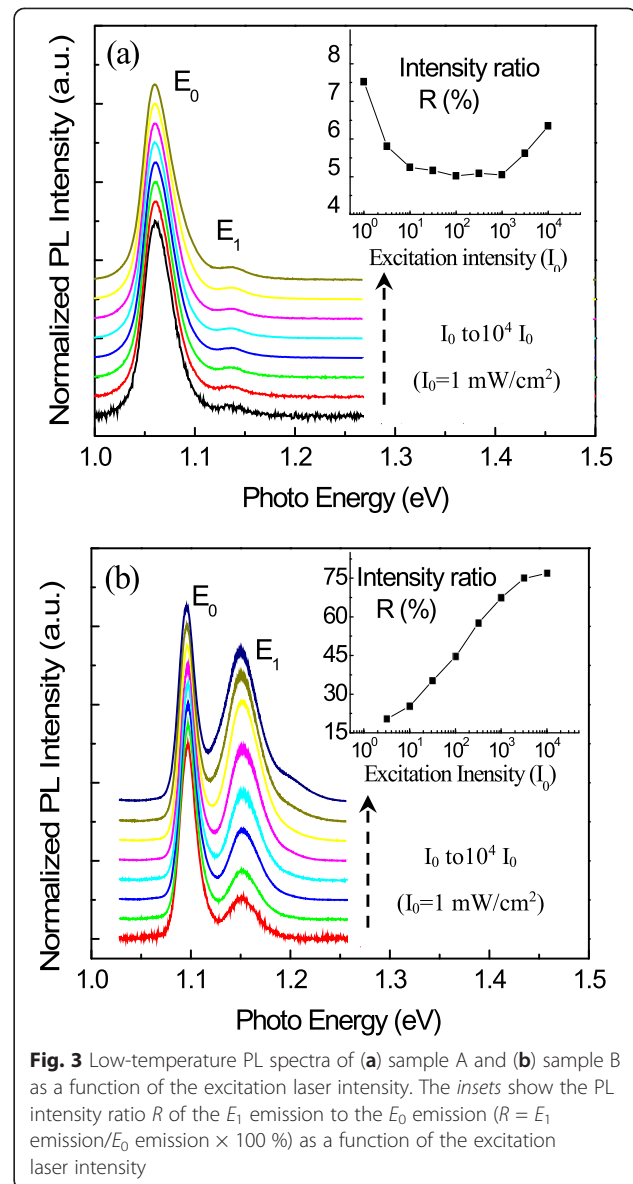 (a)
E0
E1
Normalized PL Intensity (a.u.)
Intensity ratio
R (%)
8
7
6
5
4
10^0 10^1 10^2 10^3 10^4
Excitation intensity (I0)
I0 to10^4 I0
(I0=1 mW/cm^2)
1.0 1.1 1.2 1.3 1.4 1.5
Photo Energy (eV)
(b)
E0
E1
Normalized PL Intensity (a.u.)
Intensity ratio
R (%)
75
60
45
30
15
10^0 10^1 10^2 10^3 10^4
Excitation Inensity (I0)
I0 to10^4 I0
(I0=1 mW/cm^2)
1.0 1.1 1.2 1.3 1.4 1.5
Photo Energy (eV)
Fig. 3 Low-temperature PL spectra of (a) sample A and (b) sample B
as a function of the excitation laser intensity. The insets show the PL
intensity ratio R of the E1 emission to the E0 emission (R = E1
emission/E0 emission × 100 %) as a function of the excitation
laser intensity